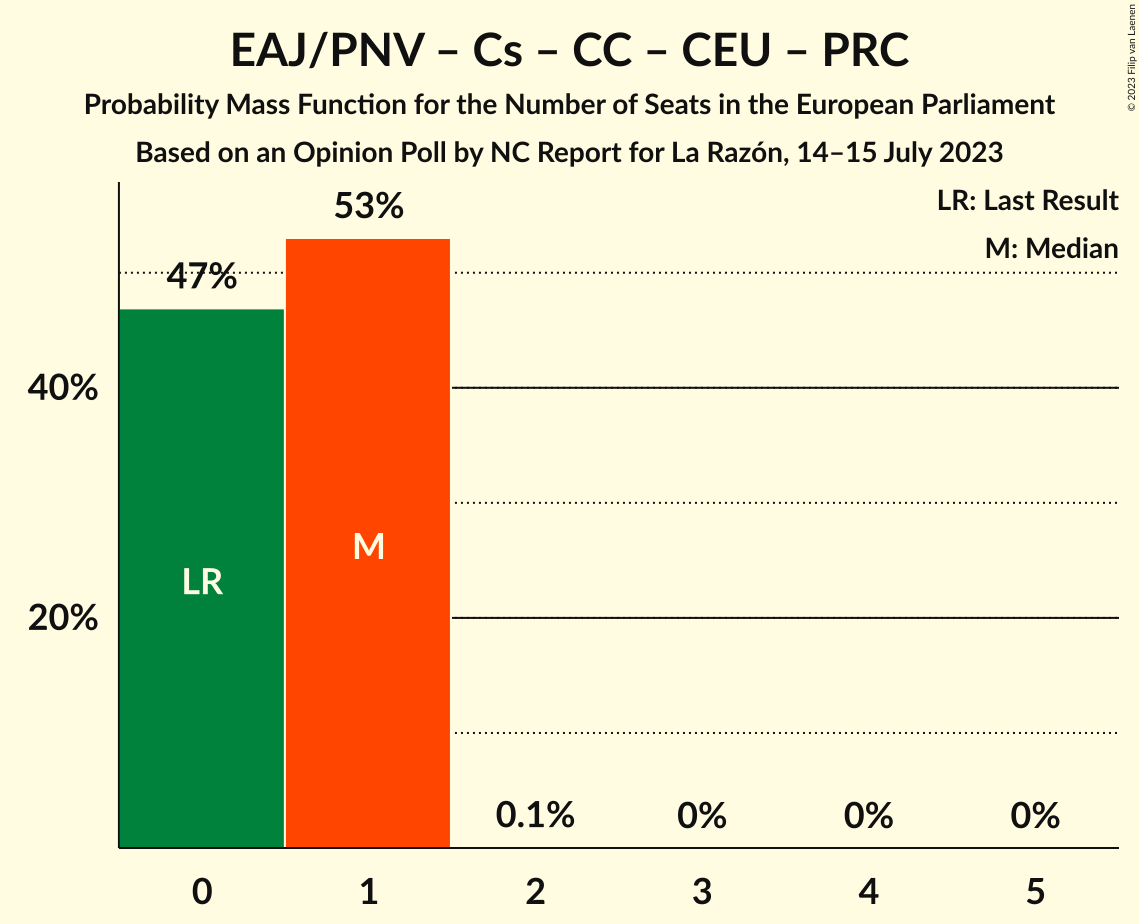 EAJ/PNV – Cs – CC – CEU – PRC
Probability Mass Function for the Number of Seats in the European Parliament
Based on an Opinion Poll by NC Report for La Razón, 14–15 July 2023
© 2023 Filip van Laenen
LR: Last Result
M: Median
53%
47%
40%
20%
LR
M
0.1%
0%
0%
0%
0
1
2
3
4
5